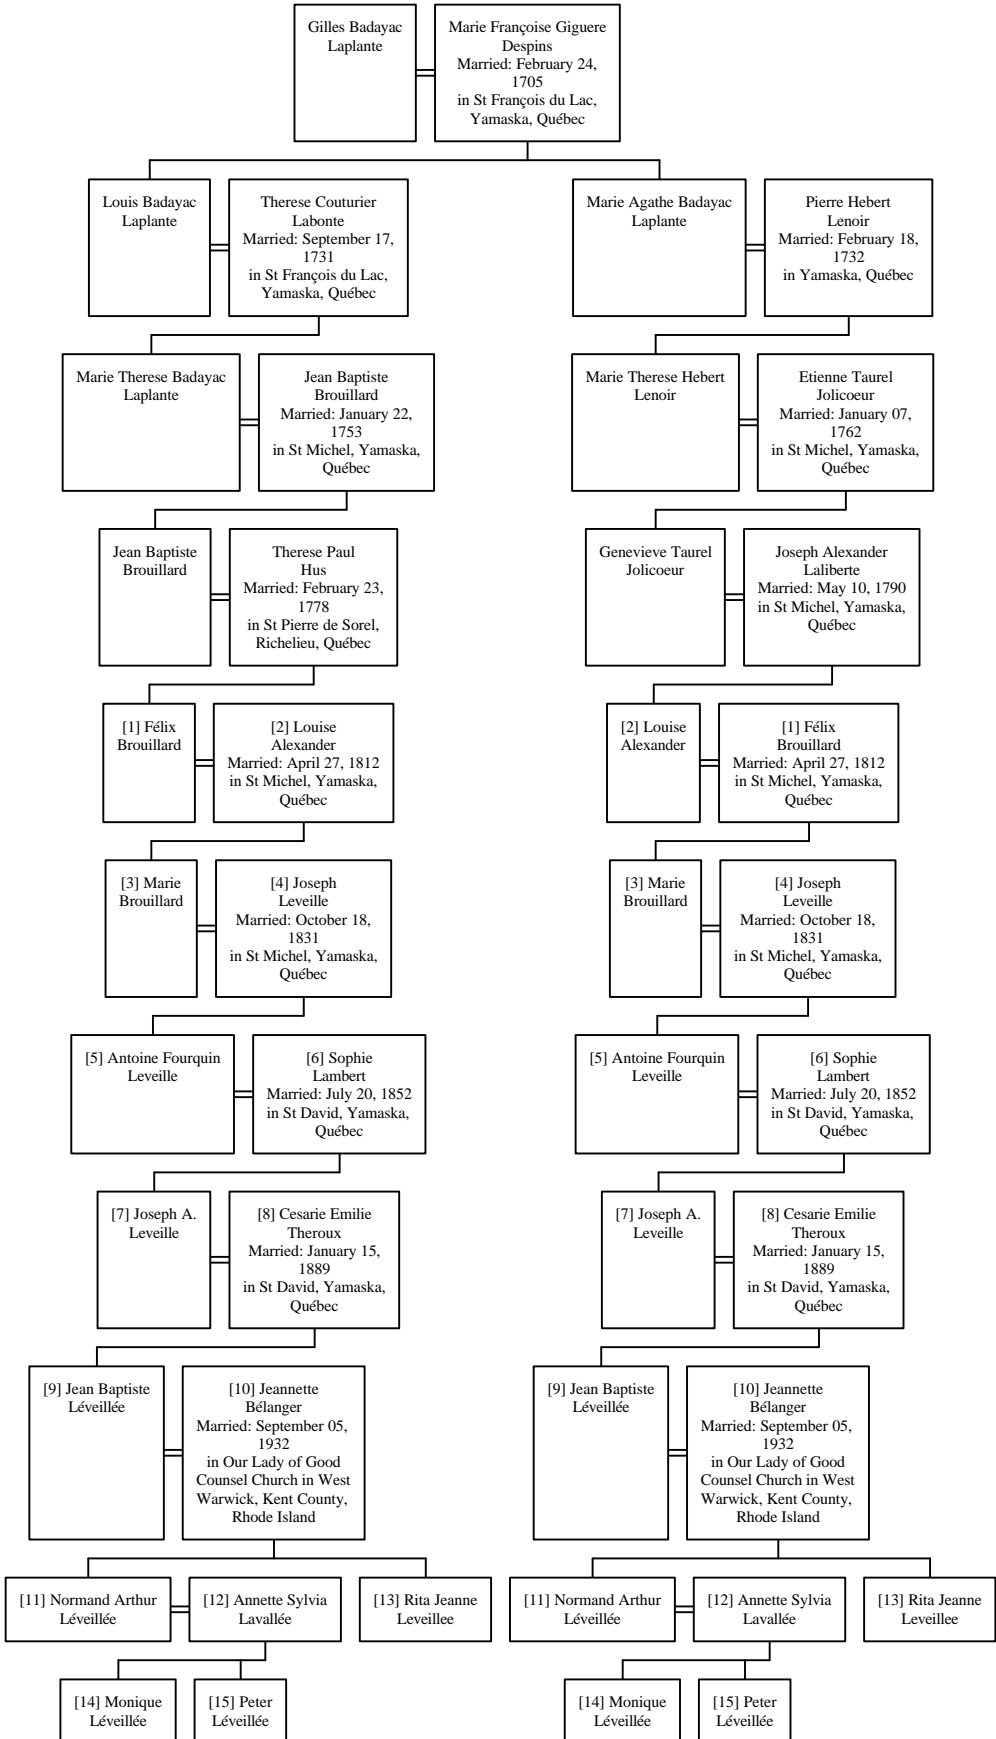 Gilles Badayac
Laplante
Marie Françoise Giguere
Despins
Married: February 24,
1705
in St François du Lac,
Yamaska, Québec
Louis Badayac
Laplante
Therese Couturier
Labonte
Married: September 17,
1731
in St François du Lac,
Yamaska, Québec
Marie Agathe Badayac
Laplante
Pierre Hebert
Lenoir
Married: February 18,
1732
in Yamaska, Québec
Marie Therese Badayac
Laplante
Jean Baptiste
Brouillard
Married: January 22,
1753
in St Michel, Yamaska,
Québec
Marie Therese Hebert
Lenoir
Etienne Taurel
Jolicoeur
Married: January 07,
1762
in St Michel, Yamaska,
Québec
Jean Baptiste
Brouillard
Therese Paul
Hus
Married: February 23,
1778
in St Pierre de Sorel,
Richelieu, Québec
Genevieve Taurel
Jolicoeur
Joseph Alexander
Laliberte
Married: May 10, 1790
in St Michel, Yamaska,
Québec
[1] Félix
Brouillard
[2] Louise
Alexander
Married: April 27, 1812
in St Michel, Yamaska,
Québec
[2] Louise
Alexander
[1] Félix
Brouillard
Married: April 27, 1812
in St Michel, Yamaska,
Québec
[3] Marie
Brouillard
[4] Joseph
Leveille
Married: October 18,
1831
in St Michel, Yamaska,
Québec
[3] Marie
Brouillard
[4] Joseph
Leveille
Married: October 18,
1831
in St Michel, Yamaska,
Québec
[5] Antoine Fourquin
Leveille
[6] Sophie
Lambert
Married: July 20, 1852
in St David, Yamaska,
Québec
[5] Antoine Fourquin
Leveille
[6] Sophie
Lambert
Married: July 20, 1852
in St David, Yamaska,
Québec
[7] Joseph A.
Leveille
[8] Cesarie Emilie
Theroux
Married: January 15,
1889
in St David, Yamaska,
Québec
[7] Joseph A.
Leveille
[8] Cesarie Emilie
Theroux
Married: January 15,
1889
in St David, Yamaska,
Québec
[9] Jean Baptiste
Léveillée
[10] Jeannette
Bélanger
Married: September 05,
1932
in Our Lady of Good
Counsel Church in West
Warwick, Kent County,
Rhode Island
[9] Jean Baptiste
Léveillée
[10] Jeannette
Bélanger
Married: September 05,
1932
in Our Lady of Good
Counsel Church in West
Warwick, Kent County,
Rhode Island
[11] Normand Arthur
Léveillée
[12] Annette Sylvia
Lavallée
[13] Rita Jeanne
Leveillee
[11] Normand Arthur
Léveillée
[12] Annette Sylvia
Lavallée
[13] Rita Jeanne
Leveillee
[14] Monique
Léveillée
[15] Peter
Léveillée
[14] Monique
Léveillée
[15] Peter
Léveillée